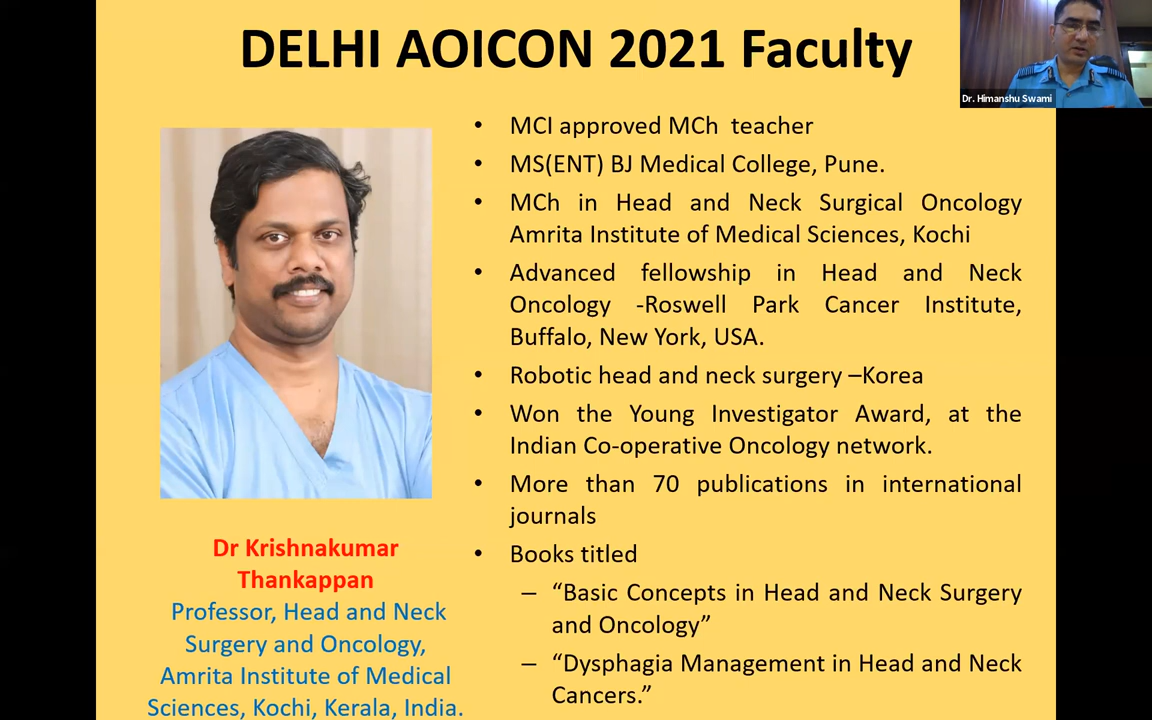 DELHI AOICON 2021 Faculty
Dr. Himanshu Swami
• MCI approved MCh teacher
• MS(ENT) BJ Medical College, Pune.
• MCh in Head and Neck Surgical Oncology
Amrita Institute of Medical Sciences, Kochi
• Advanced fellowship in Head and Neck
Oncology -Roswell Park Cancer Institute,
Buffalo, New York, USA.
• Robotic head and neck surgery –Korea
• Won the Young Investigator Award, at the
Indian Co-operative Oncology network.
• More than 70 publications in international
journals
• Books titled
– “Basic Concepts in Head and Neck Surgery
and Oncology”
– “Dysphagia Management in Head and Neck
Cancers.”
Dr Krishnakumar
Thankappan
Professor, Head and Neck
Surgery and Oncology,
Amrita Institute of Medical
Sciences, Kochi, Kerala, India.